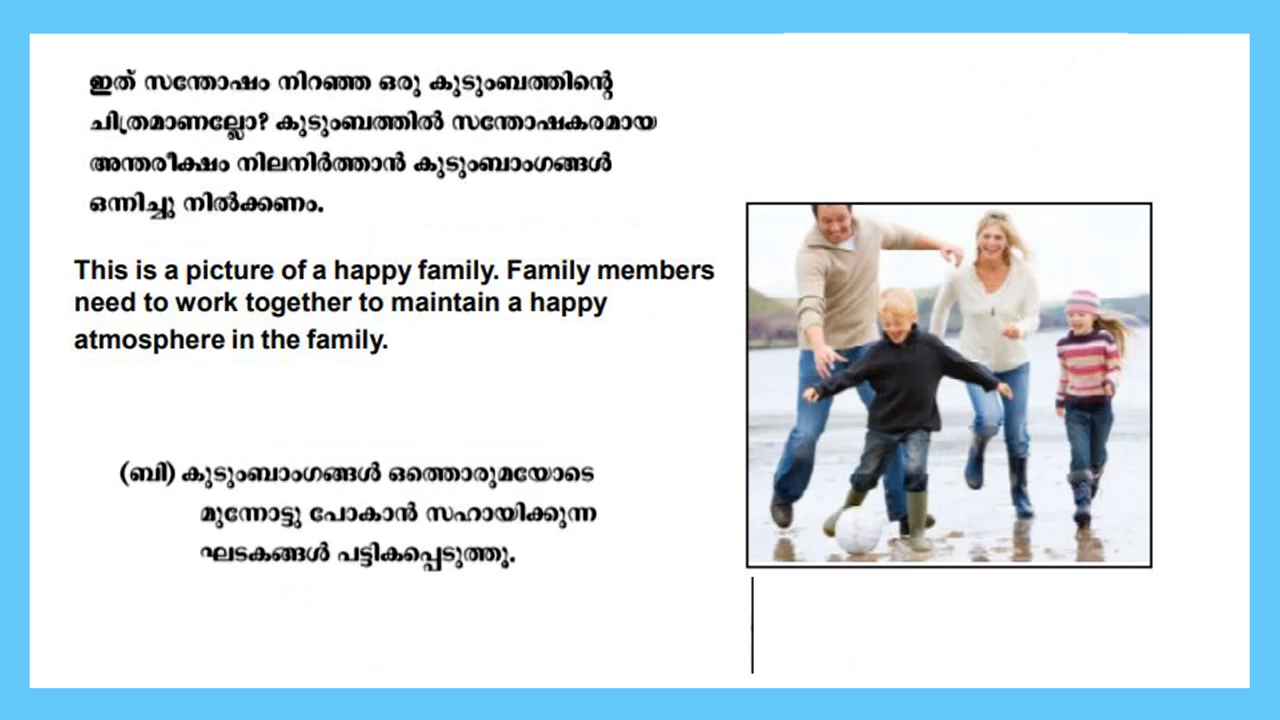 ഇത് സന്തോഷം നിറഞ്ഞ ഒരു കുടുംബത്തിന്റെ
ചിത്രമാണല്ലോ? കുടുംബത്തിൽ സന്തോഷകരമായ
അന്തരീക്ഷം നിലനിർത്താൻ കുടുംബാംഗങ്ങൾ
ഒന്നിച്ചു നിൽക്കണം.
This is a picture of a happy family. Family members
need to work together to maintain a happy
atmosphere in the family.
(ബി) കുടുംബാംഗങ്ങൾ ഒത്തൊരുമയോടെ
മുന്നോട്ടു പോകാൻ സഹായിക്കുന്ന
ഘടകങ്ങൾ പട്ടികപ്പെടുത്തൂ.